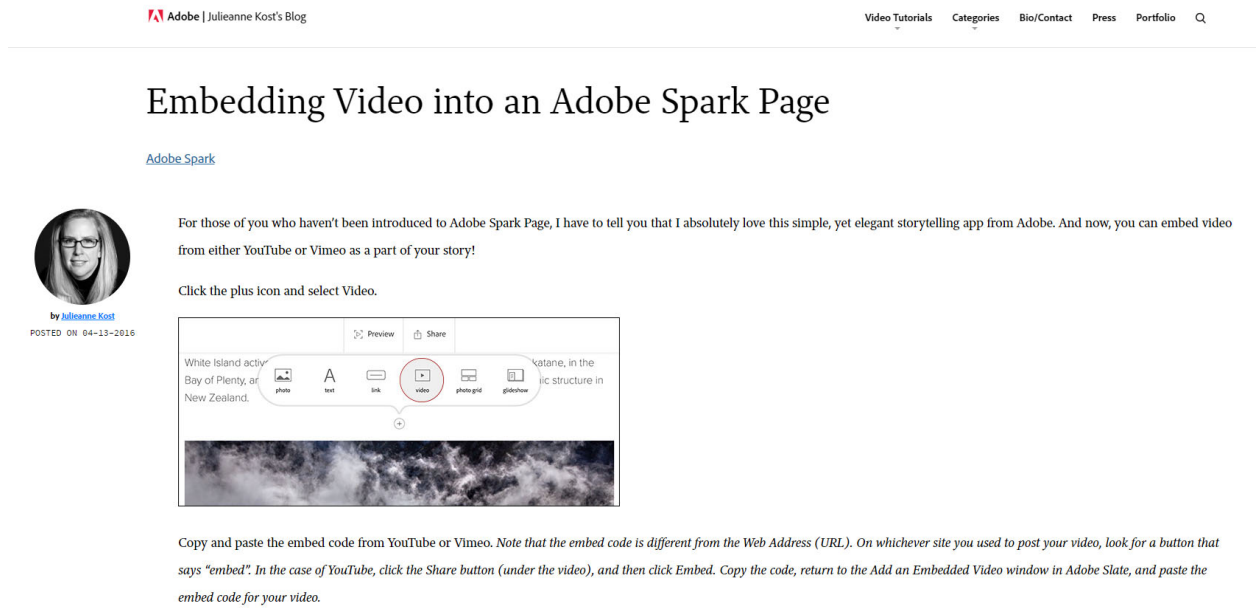 Adobe | Julieanne Kost's Blog
Video Tutorials
Categories
Bio/Contact
Press
Portfolio
Embedding Video into an Adobe Spark Page
Adobe Spark
by Julieanne Kost
POSTED ON 04-13-2016
For those of you who haven't been introduced to Adobe Spark Page, I have to tell you that I absolutely love this simple, yet elegant storytelling app from Adobe. And now, you can embed video
from either YouTube or Vimeo as a part of your story!
Click the plus icon and select Video.
Preview
Share
White Island activ
katane, in the
Bay of Plenty, ar
ic structure in
New Zealand.
photo
text
link
video
photo grid
glideshow
Copy and paste the embed code from YouTube or Vimeo. Note that the embed code is different from the Web Address (URL). On whichever site you used to post your video, look for a button that
says “embed”. In the case of YouTube, click the Share button (under the video), and then click Embed. Copy the code, return to the Add an Embedded Video window in Adobe Slate, and paste the
embed code for your video.